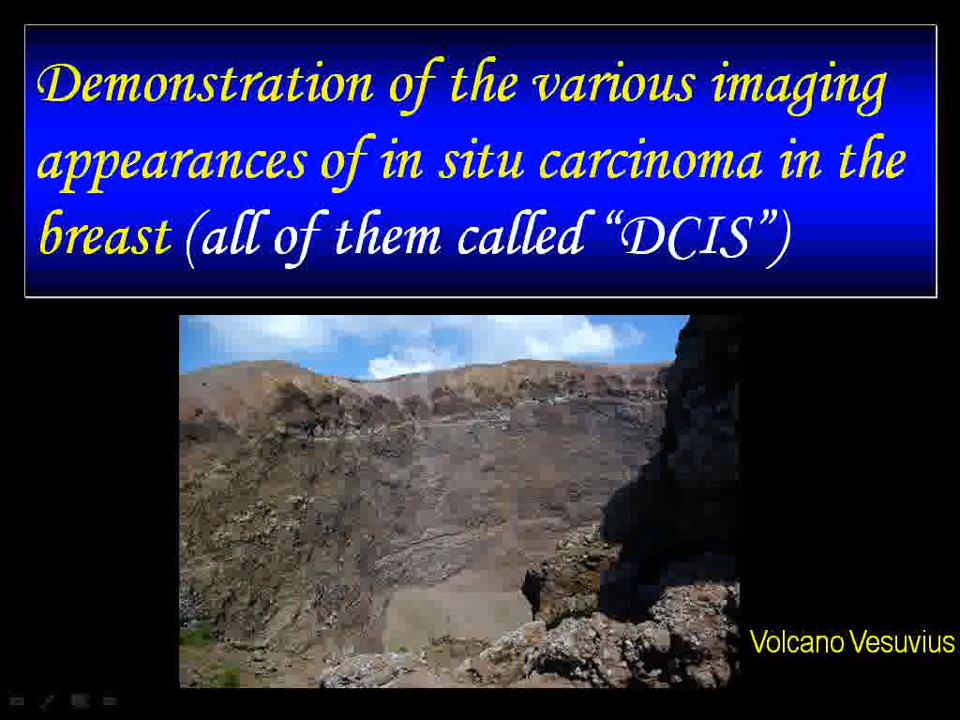 Demonstration of the various imaging
appearances of in situ carcinoma in the
breast (all of them called “DCIS”)
Volcano Vesuvius